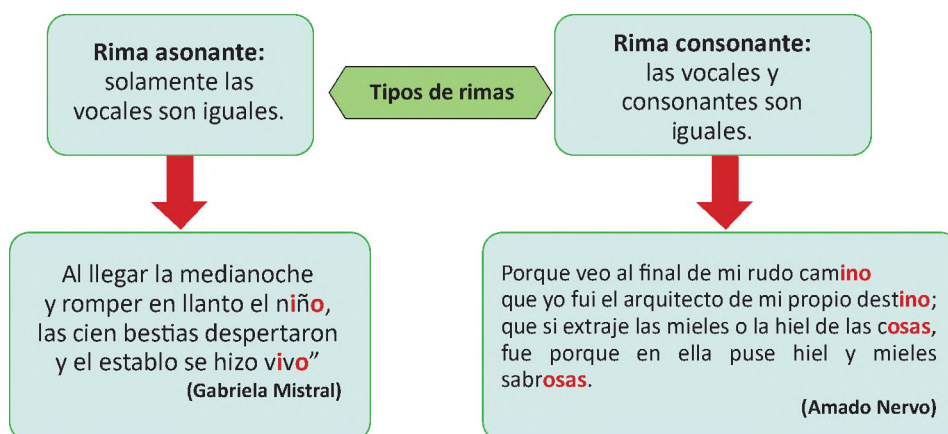 Rima asonante:
solamente las
vocales son iguales.
Tipos de rimas
Rima consonante:
las vocales y
consonantes son
iguales.
Al llegar la medianoche
y romper en llanto el niño,
las cien bestias despertaron
y el establo se hizo vivo”
(Gabriela Mistral)
Porque veo al final de mi rudo camino
que yo fui el arquitecto de mi propio destino;
que si extraje las mieles o la hiel de las cosas,
fue porque en ella puse hiel y mieles
sabrosas.
(Amado Nervo)